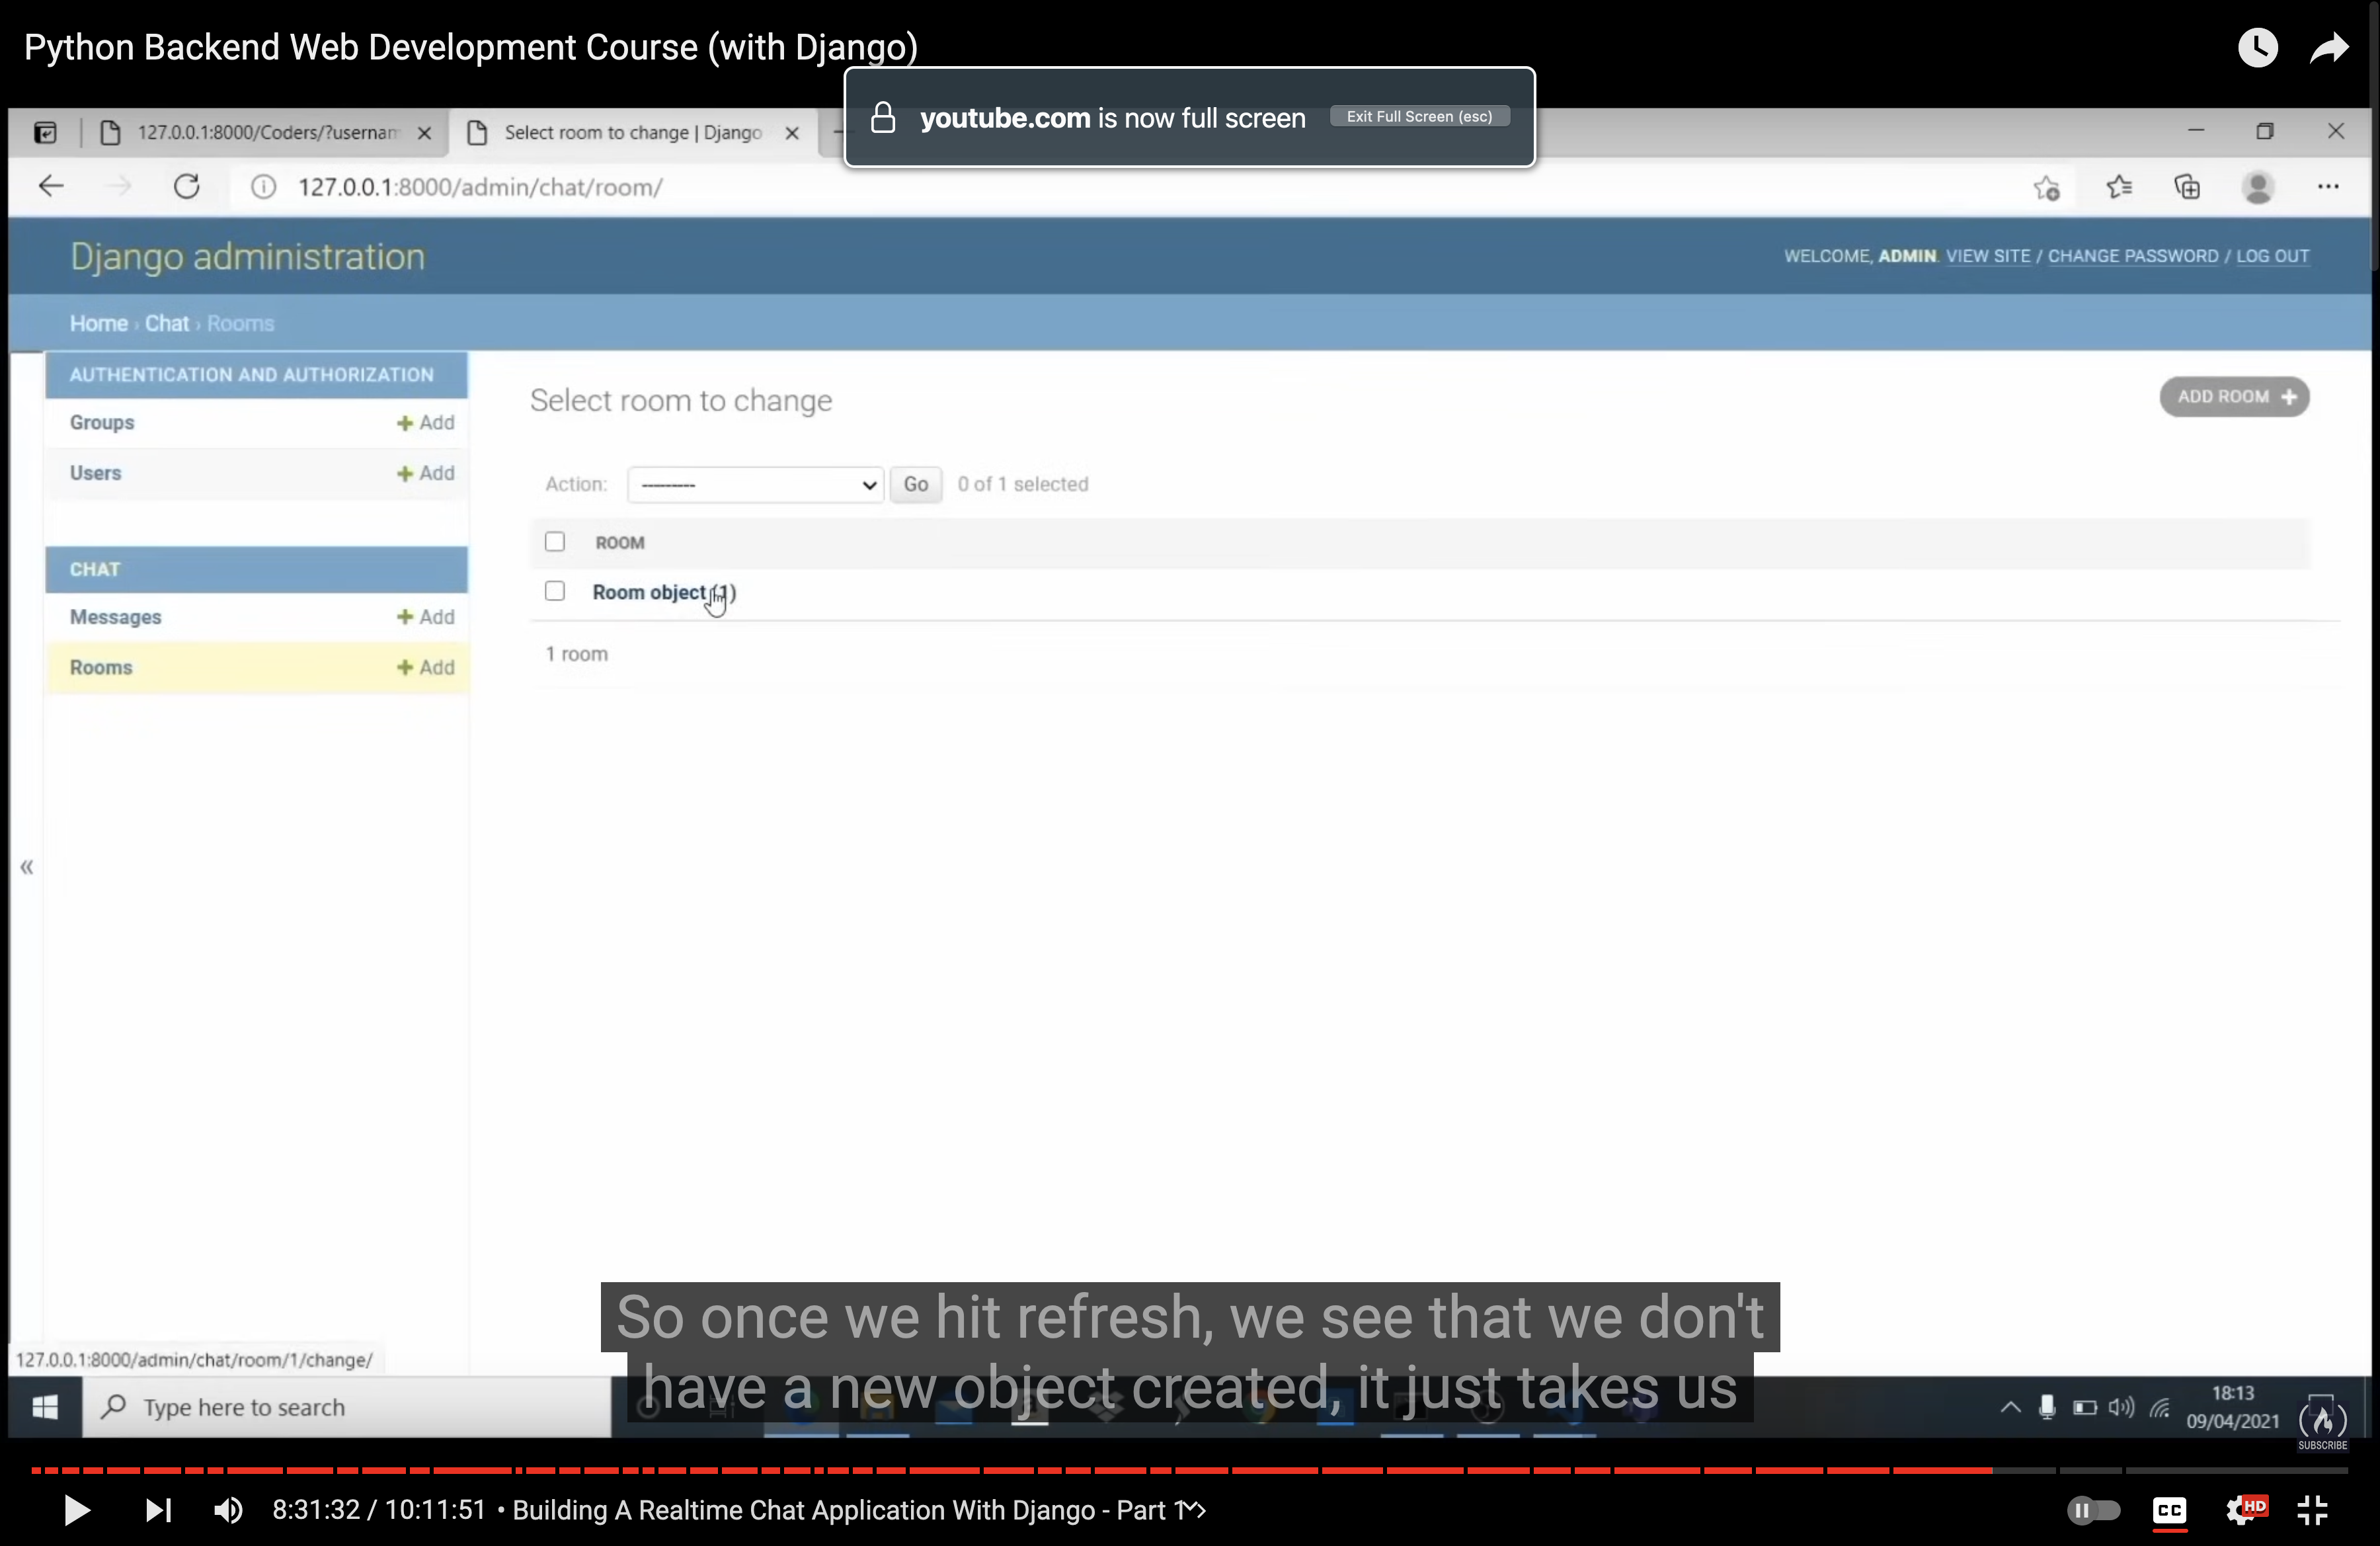 Python Backend Web Development Course (with Django)
youtube.com is now full screen Exit Full Screen (esc)
127.0.0.1:8000/Coders/?usernam
Select room to change | Django
127.0.0.1:8000/admin/chat/room/
Django administration
WELCOME, ADMIN. VIEW SITE / CHANGE PASSWORD / LOG OUT
Home › Chat › Rooms
AUTHENTICATION AND AUTHORIZATION
Groups + Add
Users + Add
CHAT
Messages + Add
Rooms + Add
«
Select room to change
ADD ROOM +
Action: --------- Go 0 of 1 selected
ROOM
Room object (1)
1 room
So once we hit refresh, we see that we don't
have a new object created, it just takes us
127.0.0.1:8000/admin/chat/room/1/change/
Type here to search
18:13
09/04/2021
SUBSCRIBE
8:31:32 / 10:11:51 • Building A Realtime Chat Application With Django - Part 1
CC
HD